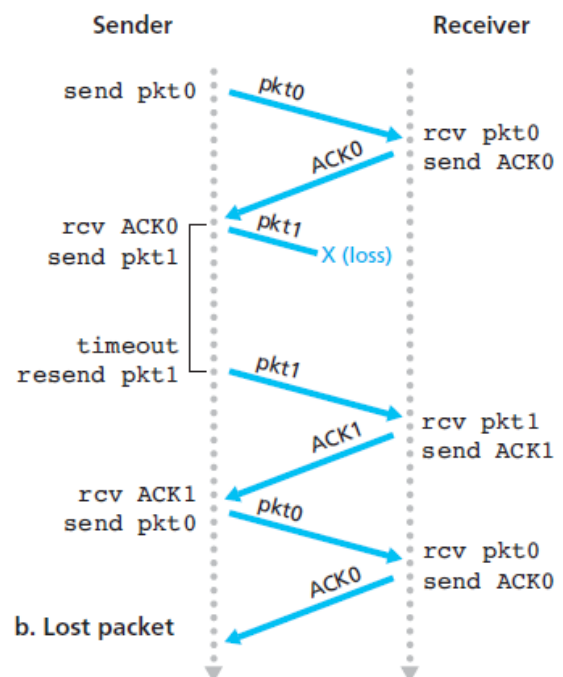 Sender
Receiver
send pkt0
pkt0
rcv pkt0
send ACK0
ACK0
rcv ACK0
send pkt1
pkt1
X (loss)
timeout
resend pkt1
pkt1
rcv pkt1
send ACK1
ACK1
rcv ACK1
send pkt0
pkt0
rcv pkt0
send ACK0
ACK0
b. Lost packet